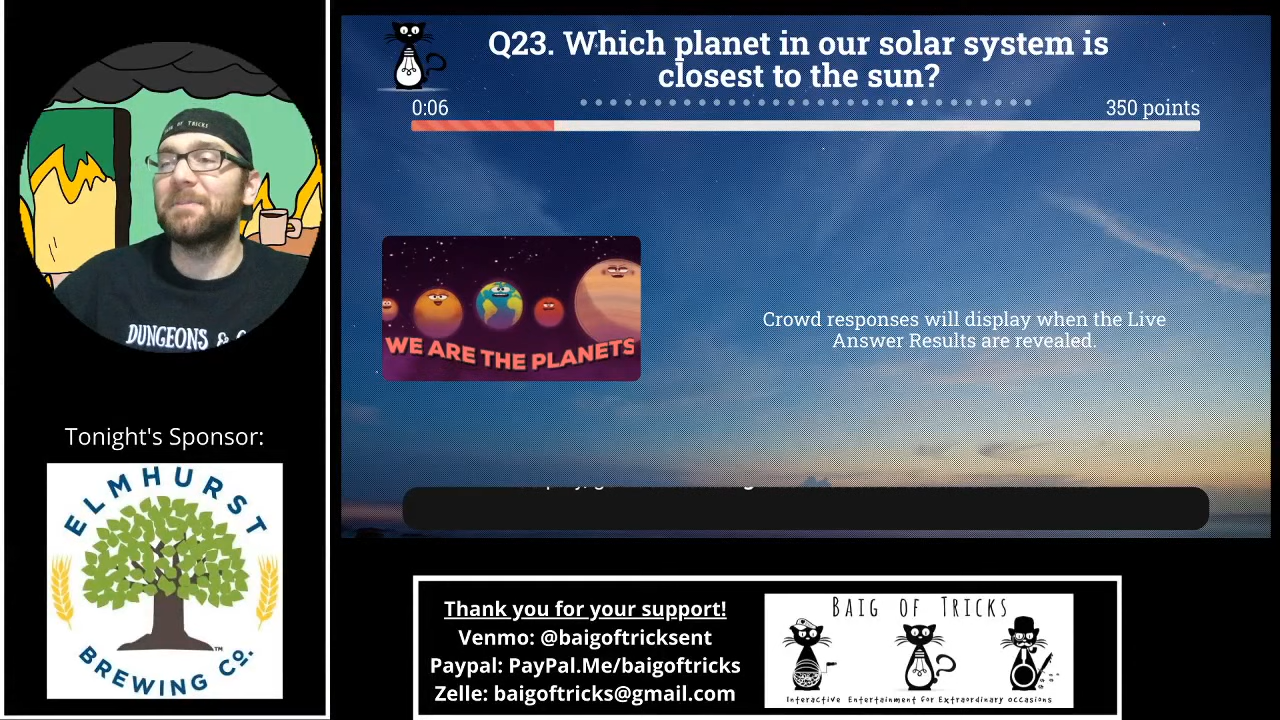 Q23. Which planet in our solar system is
closest to the sun?
0:06
350 points
OF TRICKS
WE ARE THE PLANETS
Crowd responses will display when the Live
Answer Results are revealed.
DUNGEONS &
Tonight's Sponsor:
ELMHURST
BREWING CO.
TM
Thank you for your support!
Venmo: @baigoftricksent
Paypal: PayPal.Me/baigoftricks
Zelle: baigoftricks@gmail.com
BAIG OF TRICKS
Interactive Entertainment for Extraordinary occasions